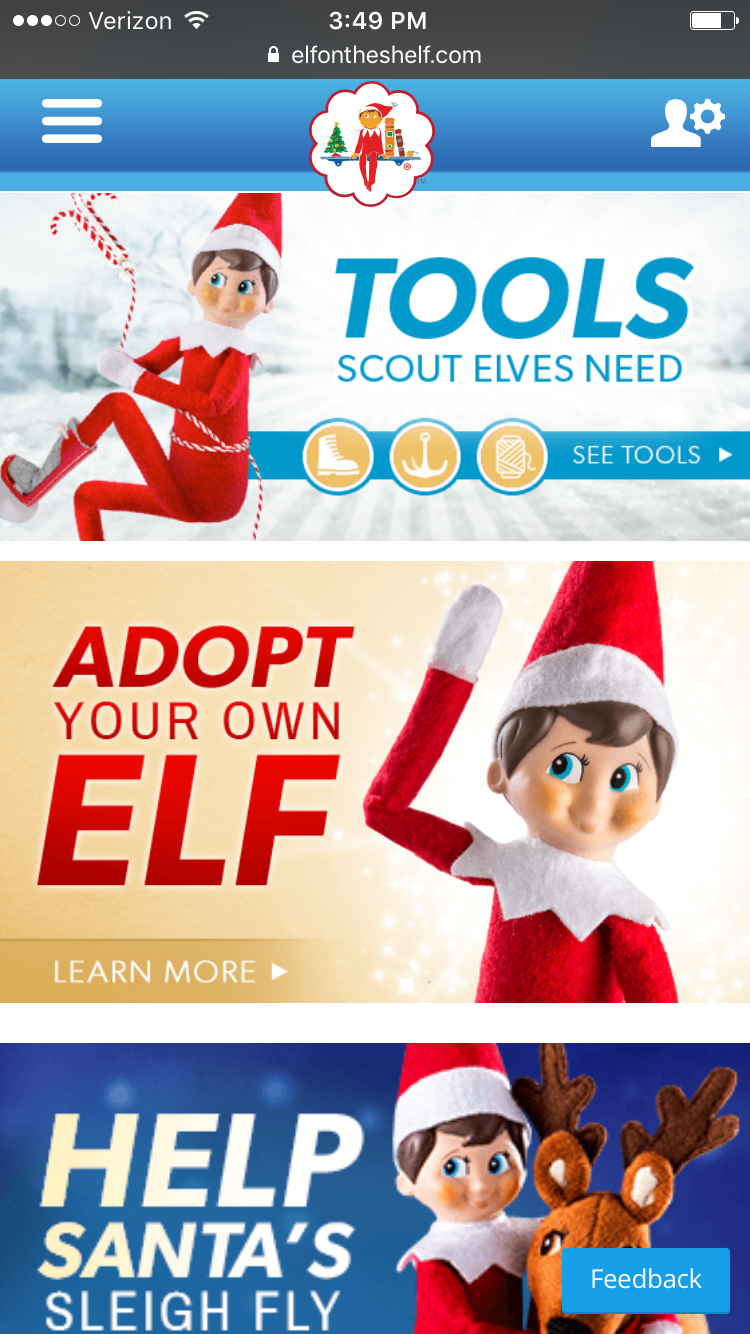 Verizon
3:49 PM
elfontheshelf.com
TOOLS
SCOUT ELVES NEED
SEE TOOLS
ADOPT
YOUR OWN
ELF
LEARN MORE
HELP
SANTA'S
SLEIGH FLY
Feedback